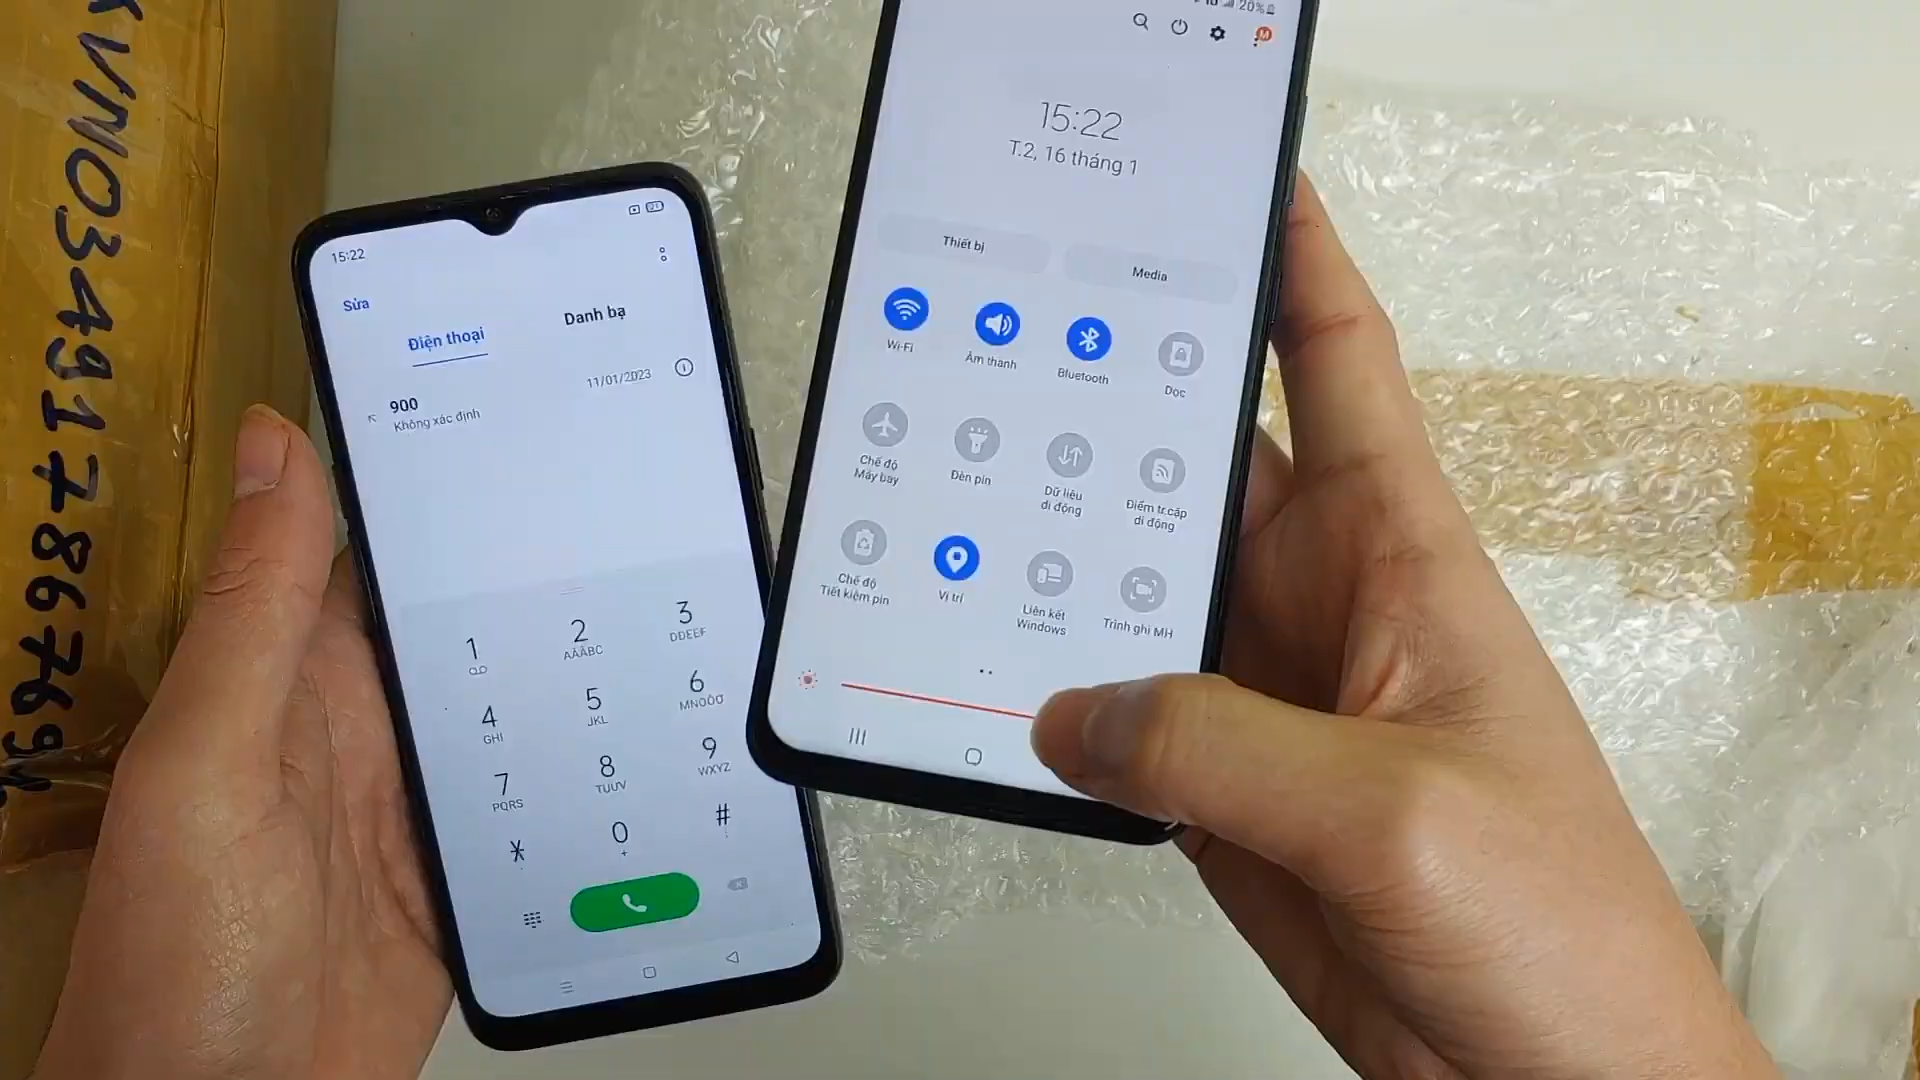 VN0349178676
15:22
Sửa
Điện thoại
Danh bạ
11/01/2023
900
Không xác định
1
2
AĂÂBC
3
DĐEÊF
4
GHI
5
JKL
6
MNOÔƠ
7
PQRS
8
TUƯV
9
WXYZ
*
0
+
#
20%
M
15:22
T.2, 16 tháng 1
Thiết bị
Media
Wi-Fi
Âm thanh
Bluetooth
Dọc
Chế độ
Máy bay
Đèn pin
Dữ liệu
di động
Điểm tr.cập
di động
Chế độ
Tiết kiệm pin
Vị trí
Liên kết
Windows
Trình ghi MH